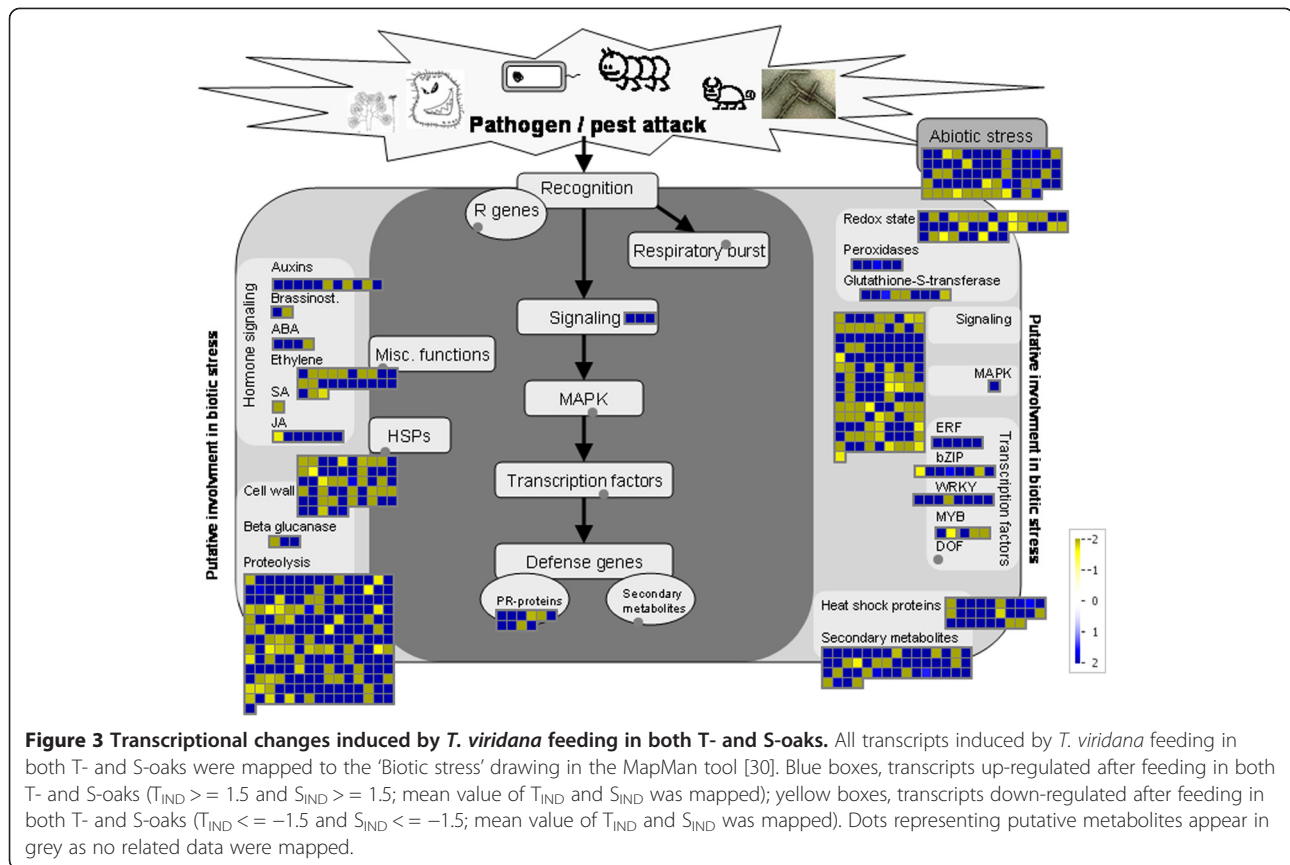 Pathogen / pest attack
Abiotic stress
Recognition
R genes
Respiratory burst
Redox state
Peroxidases
Glutathione-S-transferase
Auxins
Brassinost.
ABA
Ethylene
SA
JA
Hormone signaling
Misc. functions
HSPs
Signaling
MAPK
Transcription factors
Defense genes
PR-proteins
Secondary
metabolites
Cell wall
Beta glucanase
Proteolysis
Putative involvment in biotic stress
Signaling
MAPK
ERF
bZIP
WRKY
MYB
DOF
Transcription factors
Putative involvment in biotic stress
Heat shock proteins
Secondary metabolites
-2
-1
0
1
2
Figure 3 Transcriptional changes induced by T. viridana feeding in both T- and S-oaks. All transcripts induced by T. viridana feeding in
both T- and S-oaks were mapped to the ‘Biotic stress’ drawing in the MapMan tool [30]. Blue boxes, transcripts up-regulated after feeding in both
T- and S-oaks (TIND > = 1.5 and SIND > = 1.5; mean value of TIND and SIND was mapped); yellow boxes, transcripts down-regulated after feeding in
both T- and S-oaks (TIND < = −1.5 and SIND < = −1.5; mean value of TIND and SIND was mapped). Dots representing putative metabolites appear in
grey as no related data were mapped.